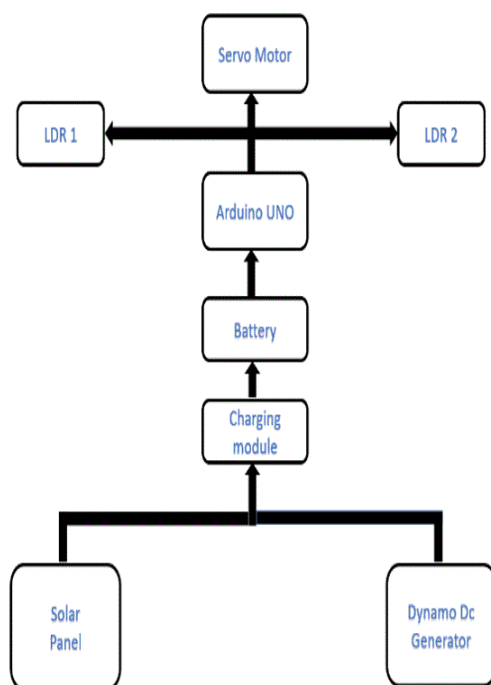 Servo Motor
LDR 1
LDR 2
Arduino UNO
Battery
Charging
module
Solar
Panel
Dynamo Dc
Generator